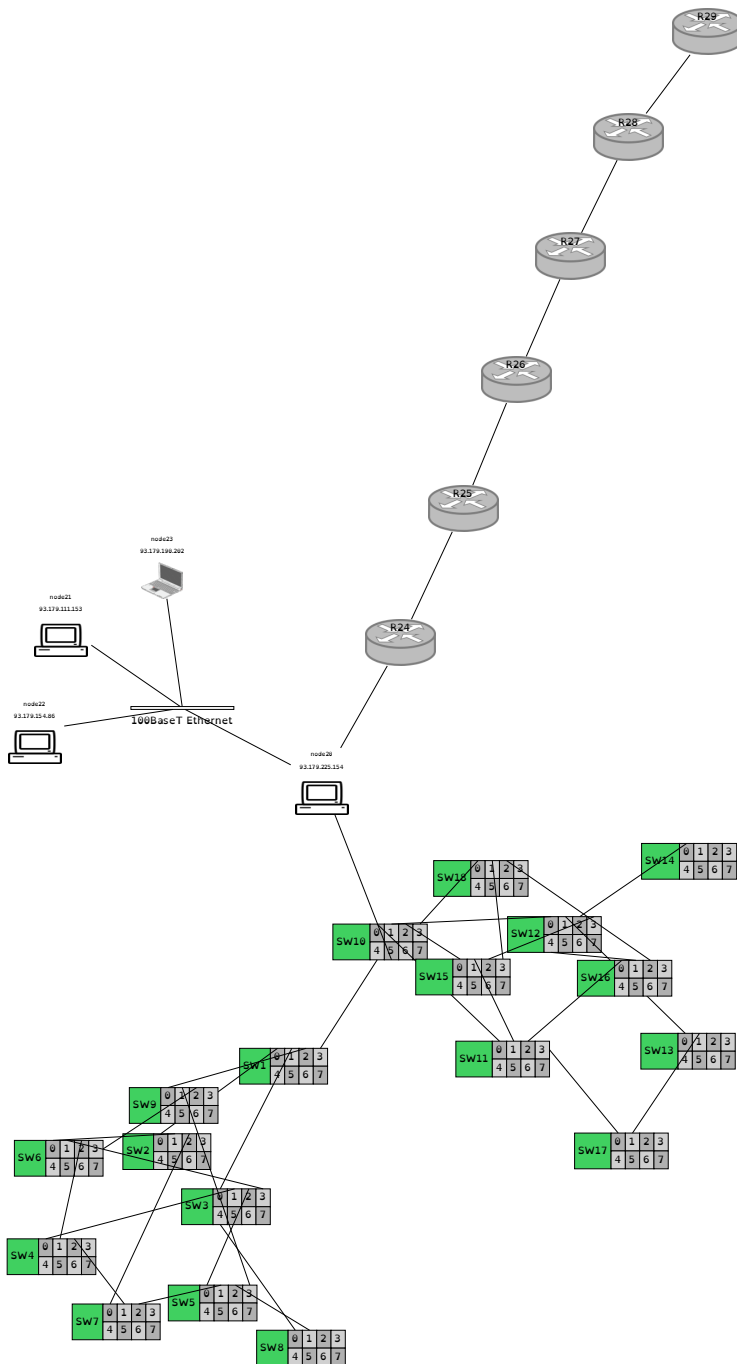 R29
R28
R27
R26
R25
node23
93.179.190.202
node21
93.179.111.153
R24
node22
93.179.154.86
100BaseT Ethernet
node20
93.179.225.154
SW14 0 1 2 3
4 5 6 7
SW18 0 1 2 3
4 5 6 7
SW10 0 1 2 3
4 5 6 7
SW12 0 1 2 3
4 5 6 7
SW15 0 1 2 3
4 5 6 7
SW16 0 1 2 3
4 5 6 7
SW11 0 1 2 3
4 5 6 7
SW13 0 1 2 3
4 5 6 7
SW1 0 1 2 3
4 5 6 7
SW9 0 1 2 3
4 5 6 7
SW2 0 1 2 3
4 5 6 7
SW6 0 1 2 3
4 5 6 7
SW17 0 1 2 3
4 5 6 7
SW3 0 1 2 3
4 5 6 7
SW4 0 1 2 3
4 5 6 7
SW5 0 1 2 3
4 5 6 7
SW7 0 1 2 3
4 5 6 7
SW8 0 1 2 3
4 5 6 7